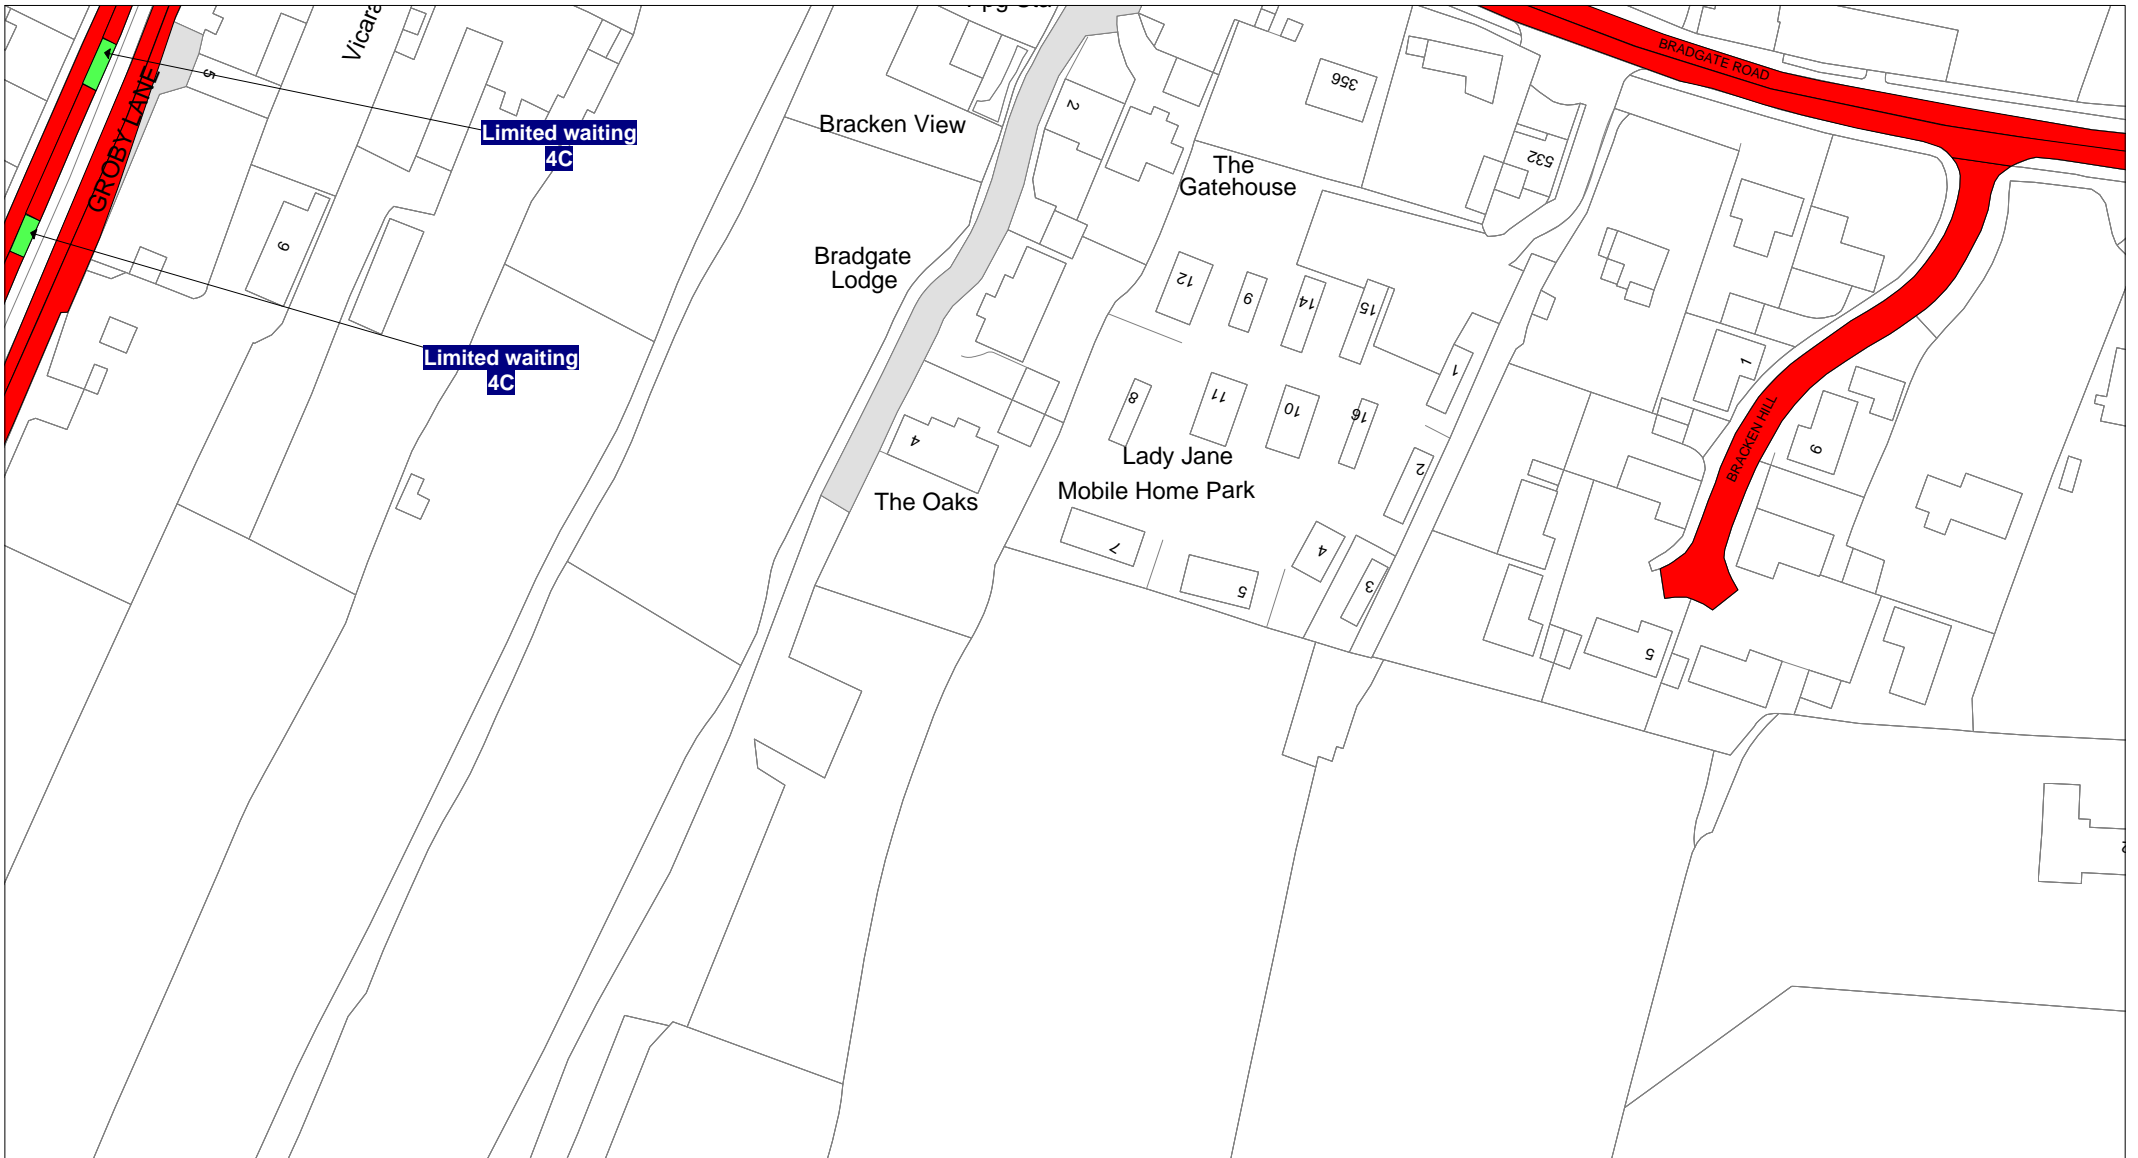 GROBY LANE
5
Limited waiting
4C
Limited waiting
4C
6
Bracken View
Bradgate
Lodge
2
356
The
Gatehouse
532
BRADGATE ROAD
12
9
14
15
1
8
11
10
16
2
Lady Jane
Mobile Home Park
4
The Oaks
7
5
4
3
1
BRACKEN HILL
5